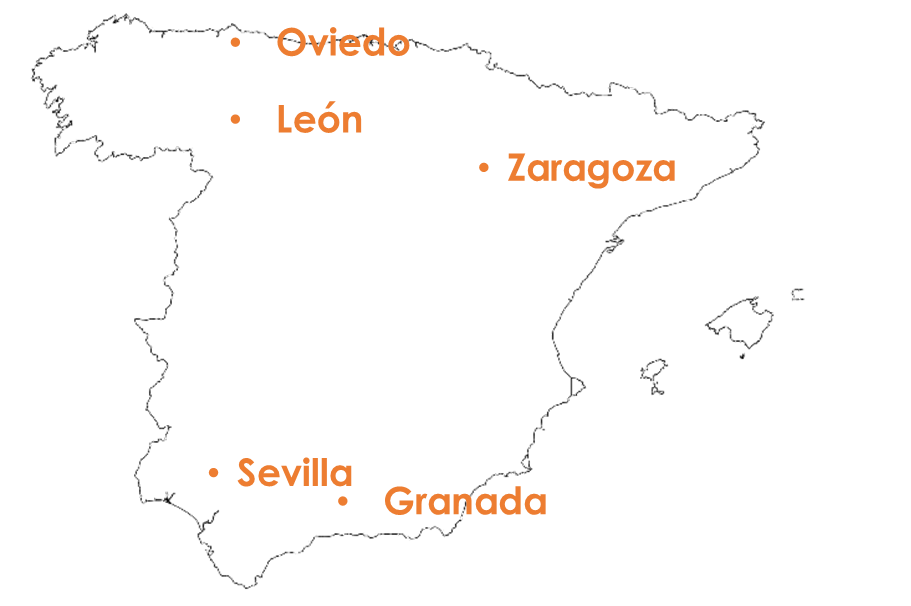 • Oviedo
• León
• Zaragoza
• Sevilla
• Granada